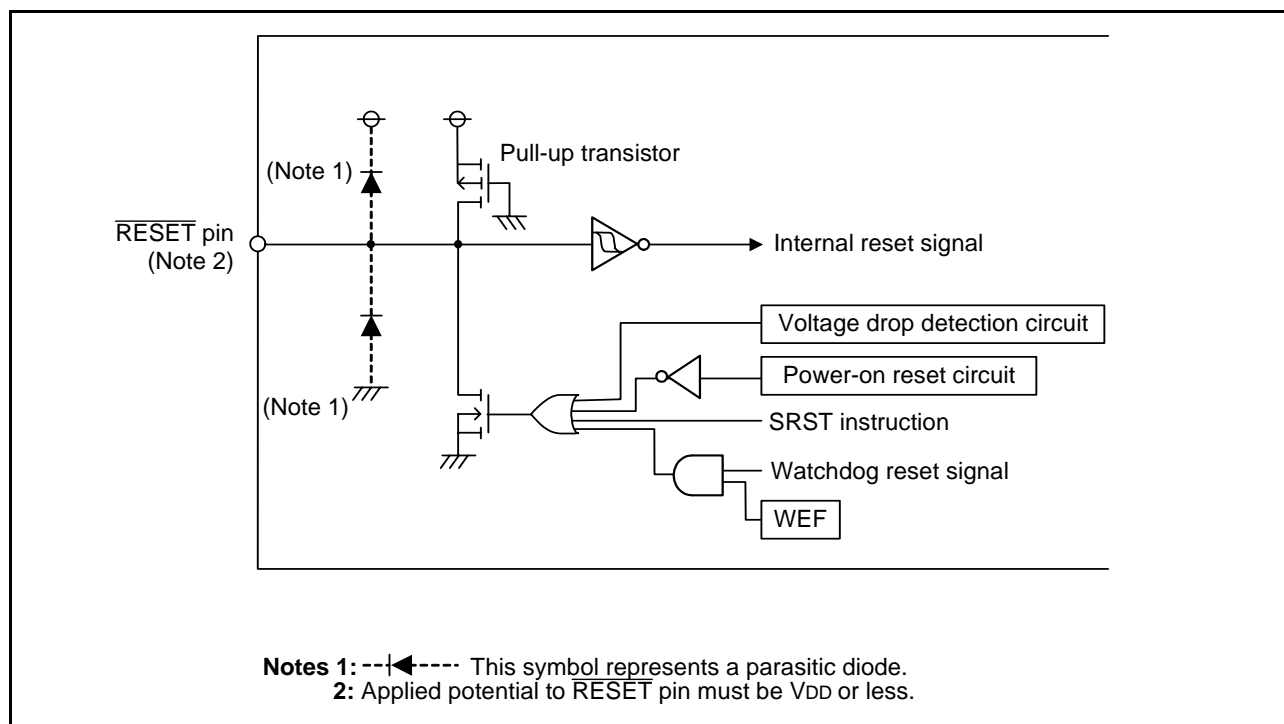 Pull-up transistor
(Note 1)
RESET pin
(Note 2)
Internal reset signal
Voltage drop detection circuit
Power-on reset circuit
(Note 1)
SRST instruction
Watchdog reset signal
WEF
Notes 1: This symbol represents a parasitic diode.
2: Applied potential to RESET pin must be VDD or less.